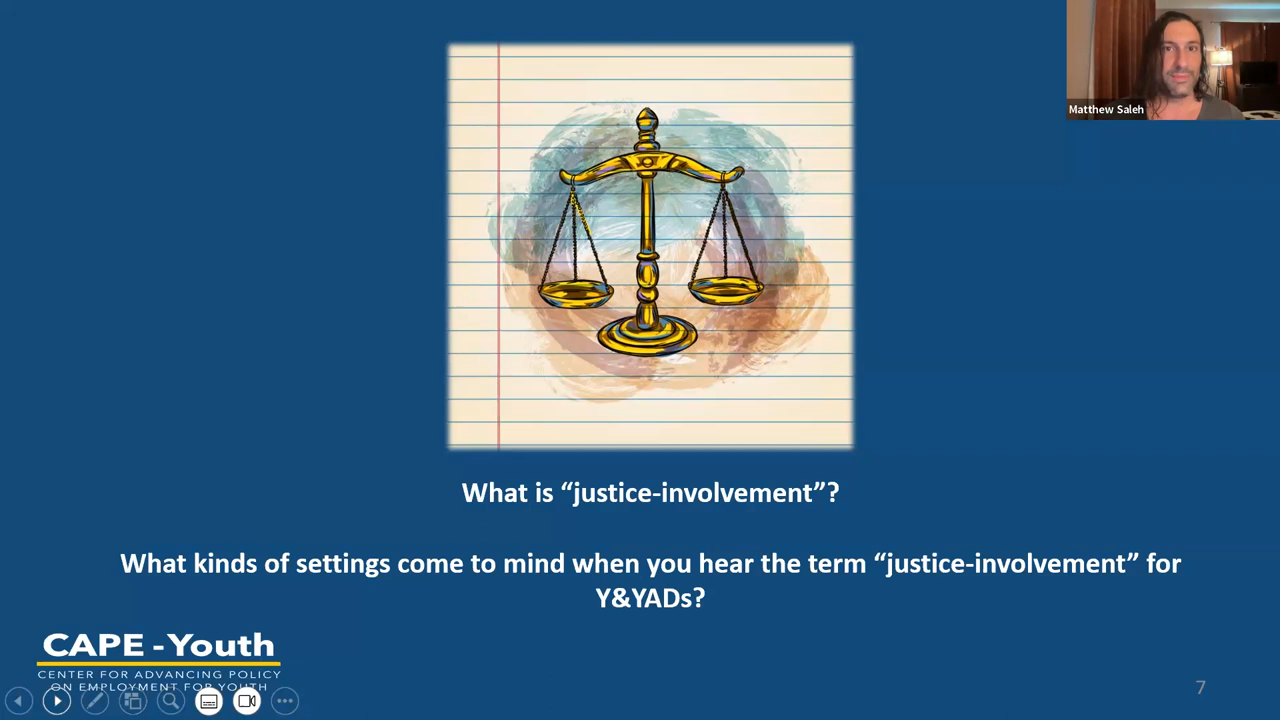 Matthew Saleh
What is “justice-involvement”?
What kinds of settings come to mind when you hear the term “justice-involvement” for
Y&YADs?
CAPE - Youth
CENTER FOR ADVANCING POLICY
ON EMPLOYMENT FOR YOUTH
7